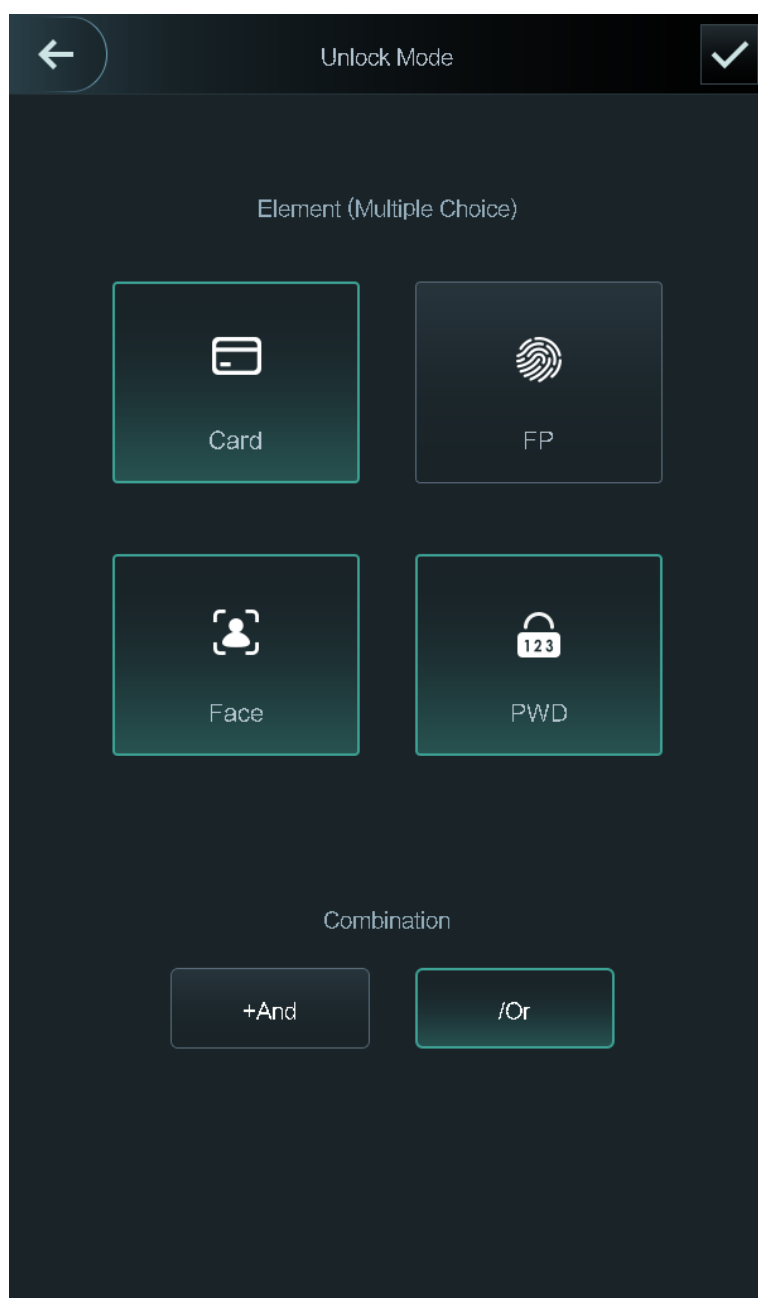 Unlock Mode
Element (Multiple Choice)
Card
FP
Face
123
PWD
Combination
+And
/Or